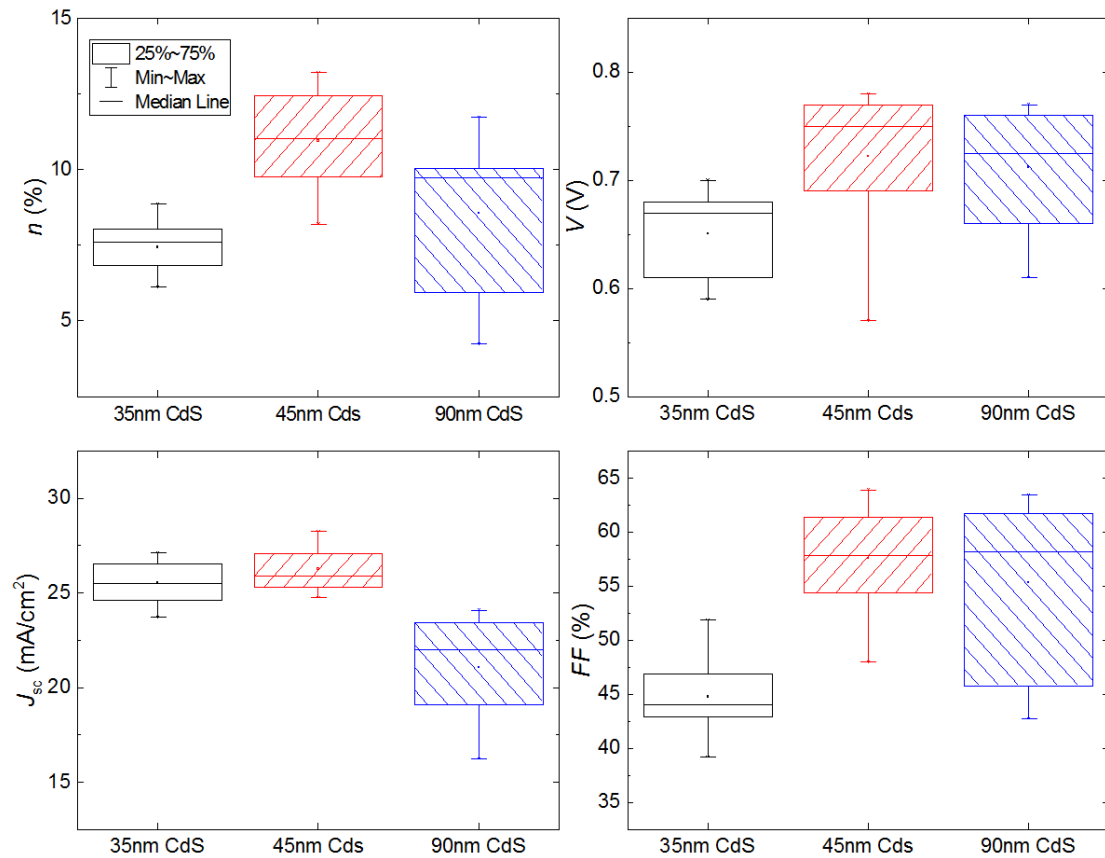 15
10
5
n (%)
25%~75%
Min~Max
Median Line
35nm CdS
45nm Cds
90nm CdS
0.8
0.7
0.6
0.5
V (V)
35nm CdS
45nm Cds
90nm CdS
30
25
20
15
Jsc (mA/cm²)
35nm CdS
45nm Cds
90nm CdS
65
60
55
50
45
40
35
FF (%)
35nm CdS
45nm Cds
90nm CdS